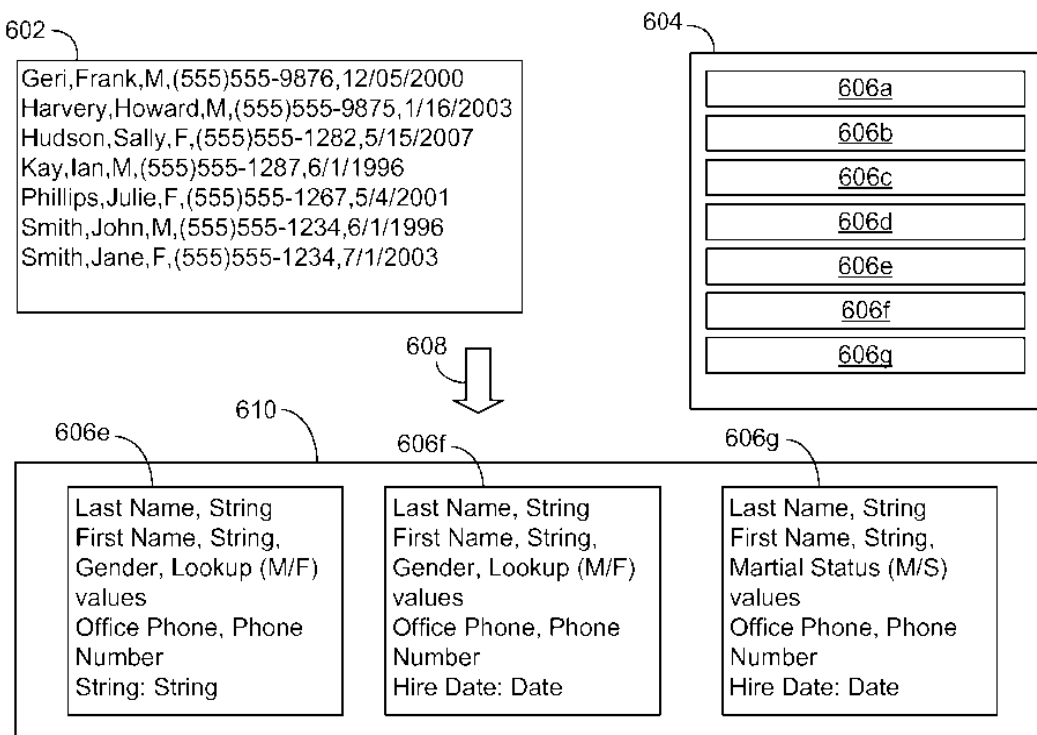 602
Geri,Frank,M,(555)555-9876,12/05/2000
Harvery,Howard,M,(555)555-9875,1/16/2003
Hudson,Sally,F,(555)555-1282,5/15/2007
Kay,Ian,M,(555)555-1287,6/1/1996
Phillips,Julie,F,(555)555-1267,5/4/2001
Smith,John,M,(555)555-1234,6/1/1996
Smith,Jane,F,(555)555-1234,7/1/2003
604
606a
606b
606c
606d
606e
606f
606g
608
610
606e
Last Name, String
First Name, String,
Gender, Lookup (M/F)
values
Office Phone, Phone
Number
String: String
606f
Last Name, String
First Name, String,
Gender, Lookup (M/F)
values
Office Phone, Phone
Number
Hire Date: Date
606g
Last Name, String
First Name, String,
Martial Status (M/S)
values
Office Phone, Phone
Number
Hire Date: Date